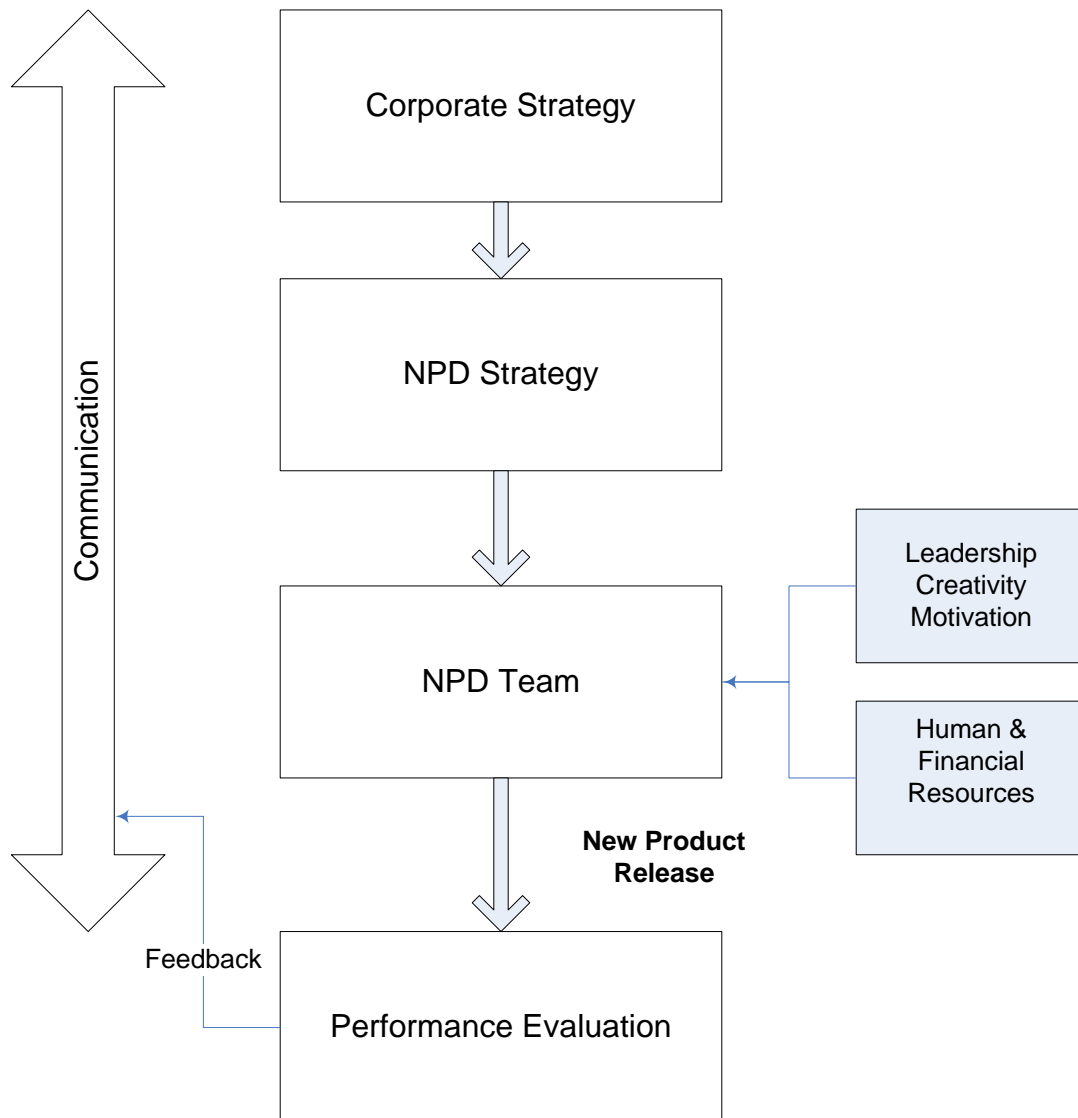 Corporate Strategy
NPD Strategy
Communication
Leadership
Creativity
Motivation
NPD Team
Human &
Financial
Resources
New Product
Release
Feedback
Performance Evaluation